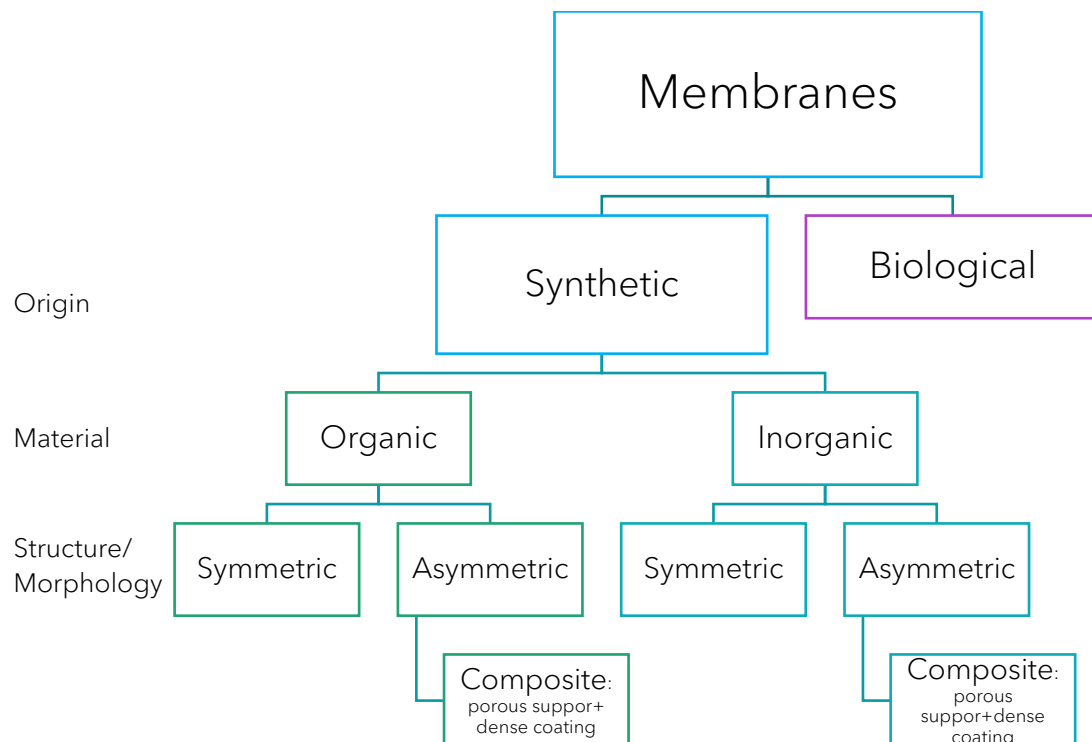 Membranes
Synthetic
Biological
Origin
Material
Organic
Inorganic
Structure/
Morphology
Symmetric
Asymmetric
Symmetric
Asymmetric
Composite:
porous suppor+
dense coating
Composite:
porous
suppor+dense
coating